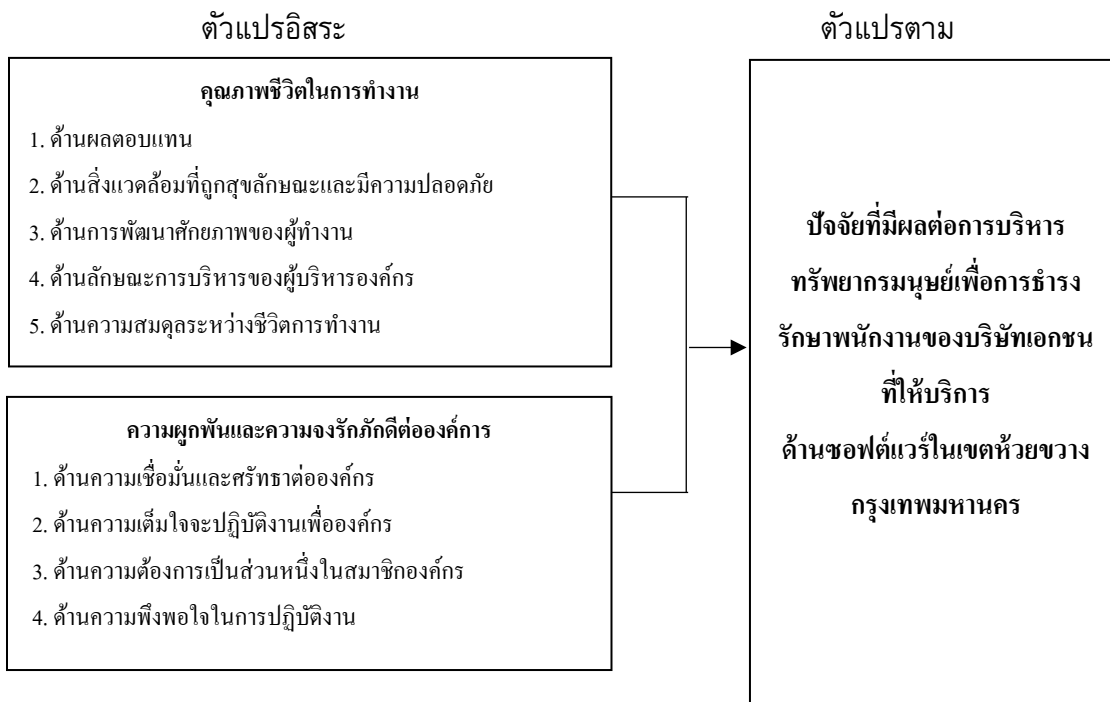 ตัวแปรอิสระ
ตัวแปรตาม
คุณภาพชีวิตในการทำงาน
1. ด้านผลตอบแทน
2. ด้านสิ่งแวดล้อมที่ถูกสุขลักษณะและมีความปลอดภัย
3. ด้านการพัฒนาศักยภาพของผู้ทำงาน
4. ด้านลักษณะการบริหารของผู้บริหารองค์กร
5. ด้านความสมดุลระหว่างชีวิตการทำงาน
ความผูกพันและความจงรักภักดีต่อองค์การ
1. ด้านความเชื่อมั่นและศรัทธาต่อองค์กร
2. ด้านความเต็มใจจะปฏิบัติงานเพื่อองค์กร
3. ด้านความต้องการเป็นส่วนหนึ่งในสมาชิกองค์กร
4. ด้านความพึงพอใจในการปฏิบัติงาน
ปัจจัยที่มีผลต่อการบริหาร
ทรัพยากรมนุษย์เพื่อการธำรง
รักษาพนักงานของบริษัทเอกชน
ที่ให้บริการ
ด้านซอฟต์แวร์ในเขตห้วยขวาง
กรุงเทพมหานคร